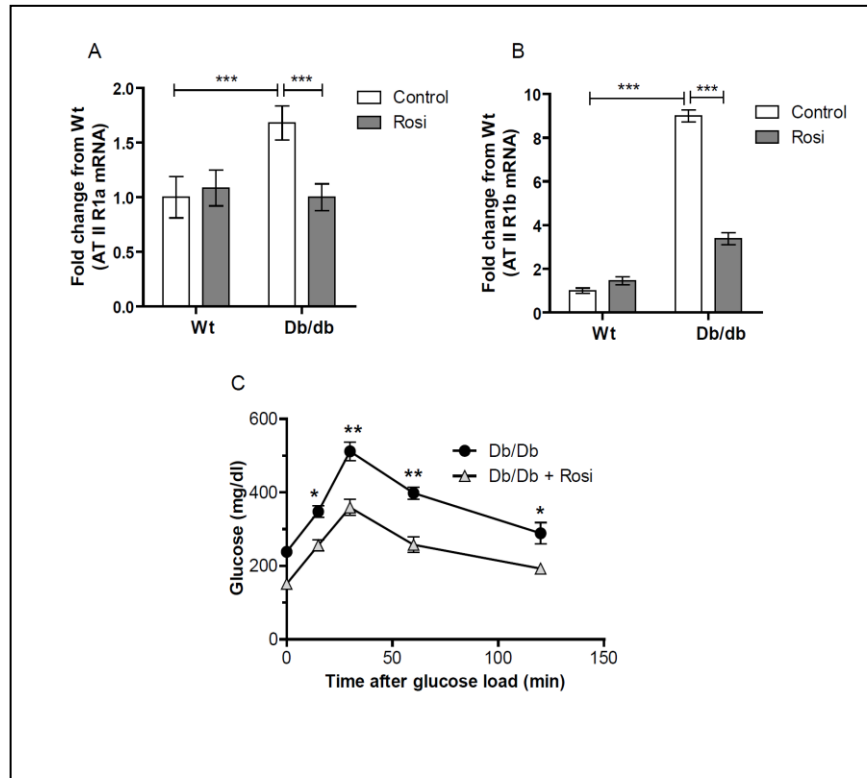 A
Fold change from Wt
(AT II R1a mRNA)
2.0
1.5
1.0
0.5
0.0
***
***
Control
Rosi
Wt
Db/db
B
Fold change from Wt
(AT II R1b mRNA)
10
8
6
4
2
0
***
***
Control
Rosi
Wt
Db/db
C
Glucose (mg/dl)
600
400
200
0
*
**
**
*
Db/Db
Db/Db + Rosi
0
50
100
150
Time after glucose load (min)